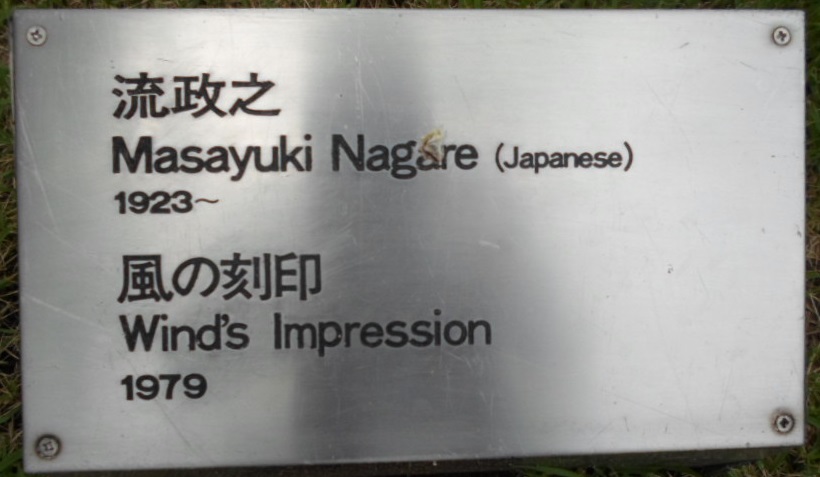 流政之
Masayuki Nagare (Japanese)
1923~
風の刻印
Wind's Impression
1979